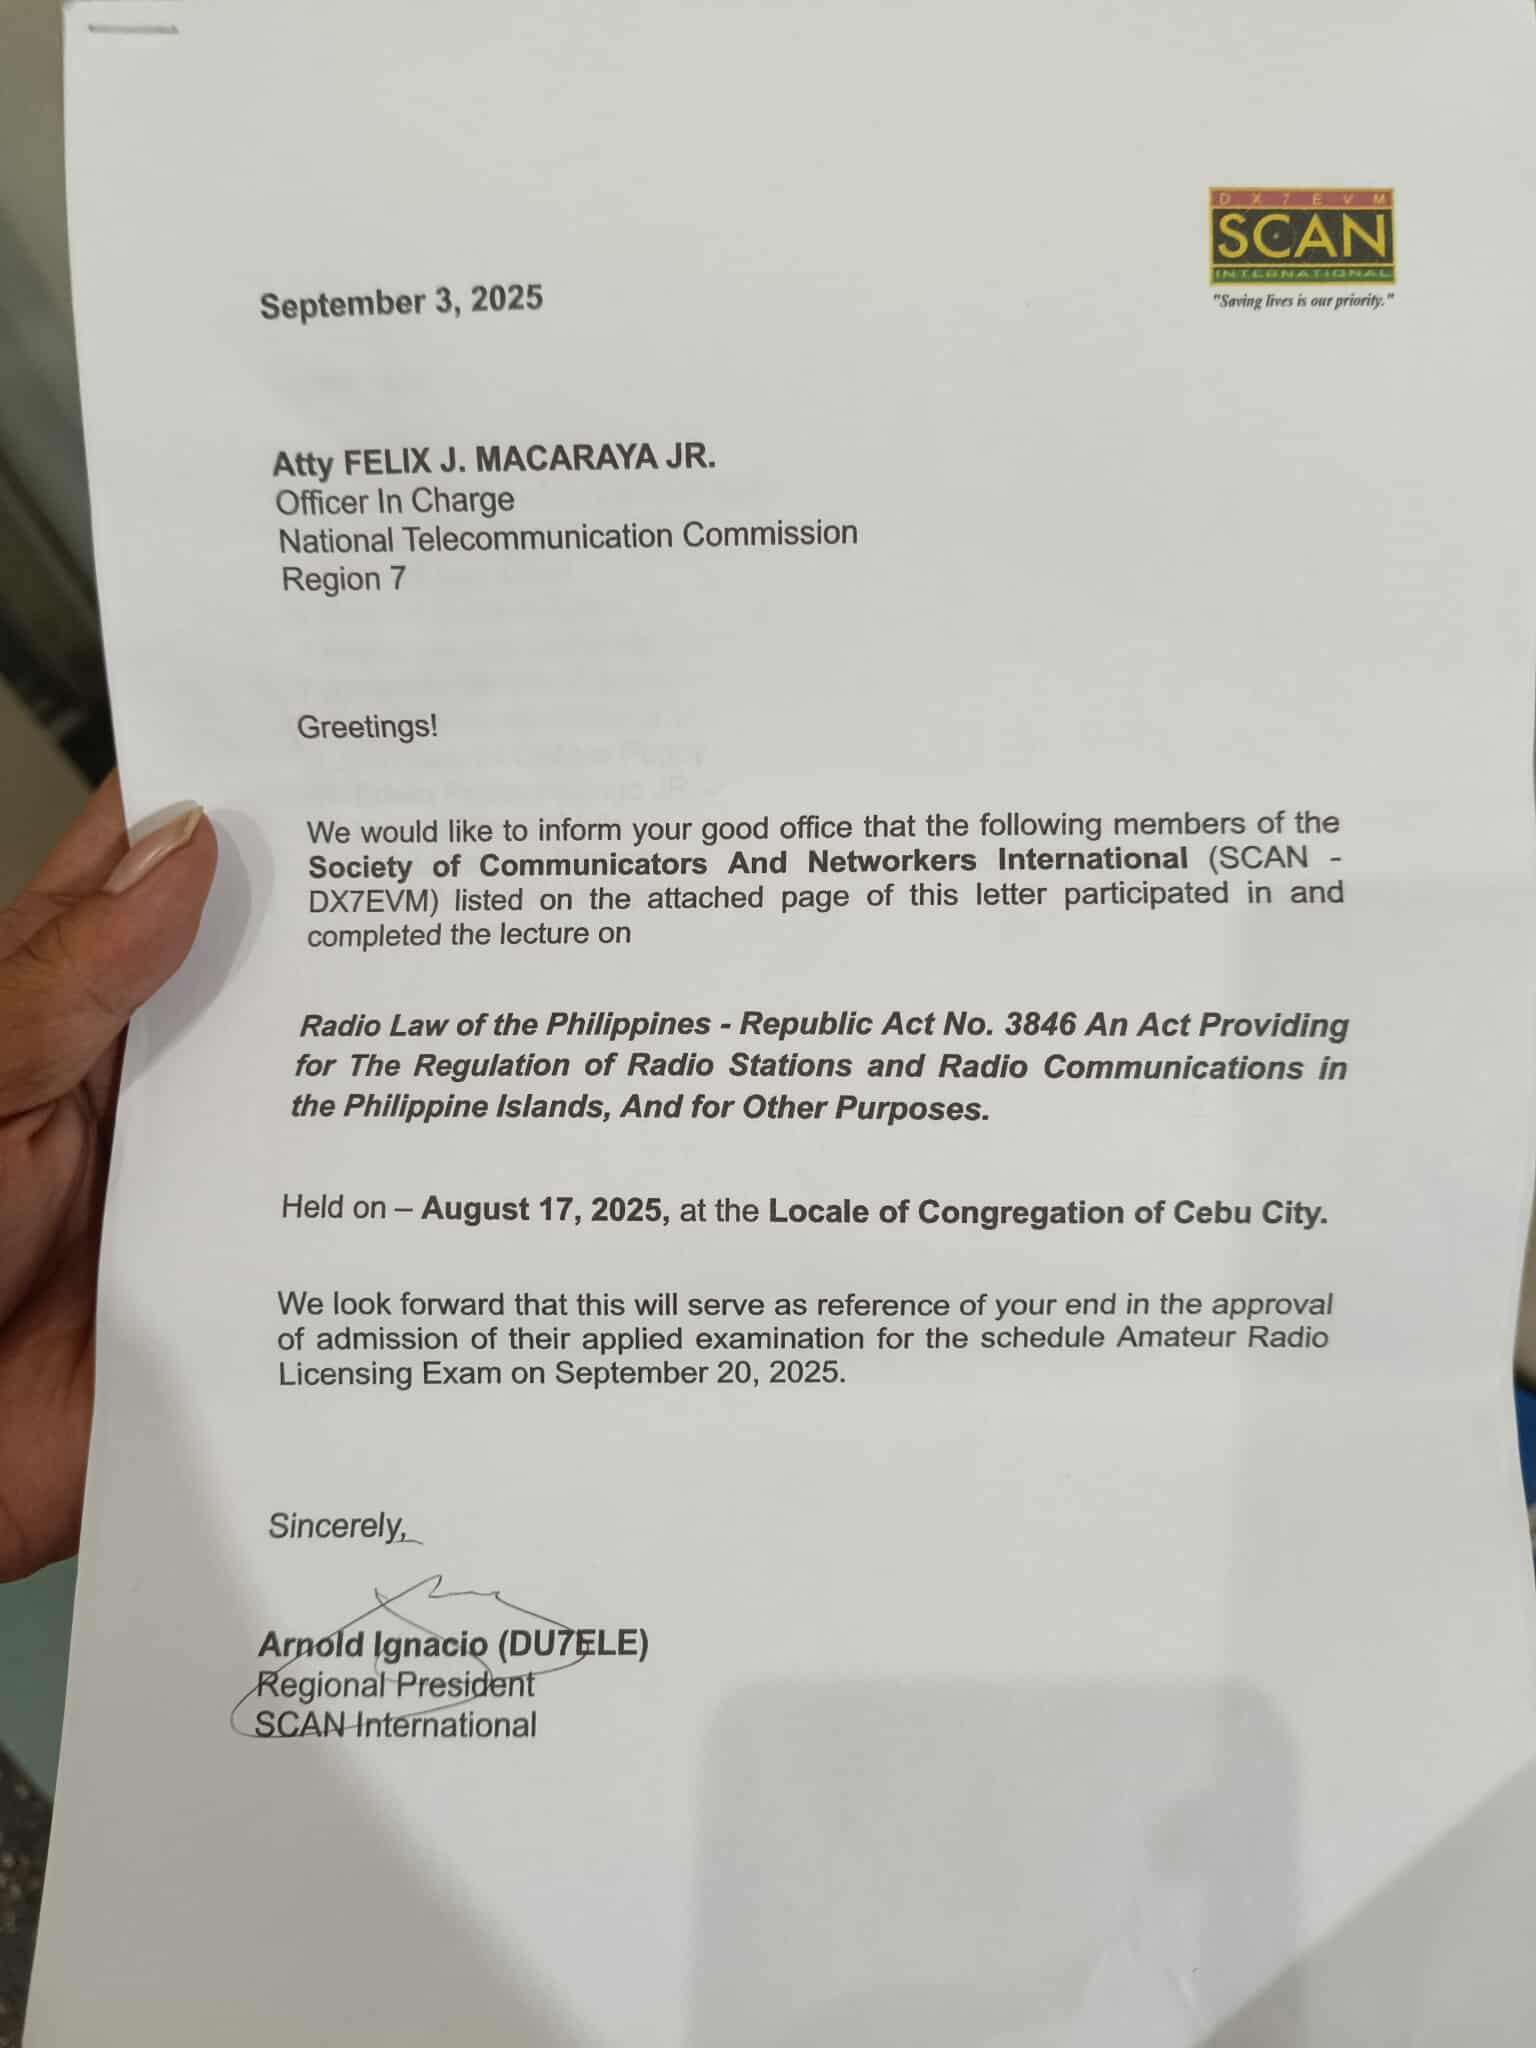 DX7EVM
SCAN
INTERNATIONAL
"Saving lives is our priority."
September 3, 2025
Atty FELIX J. MACARAYA JR.
Officer In Charge
National Telecommunication Commission
Region 7
Greetings!
We would like to inform your good office that the following members of the
Society of Communicators And Networkers International (SCAN -
DX7EVM) listed on the attached page of this letter participated in and
completed the lecture on
Radio Law of the Philippines - Republic Act No. 3846 An Act Providing
for The Regulation of Radio Stations and Radio Communications in
the Philippine Islands, And for Other Purposes.
Held on – August 17, 2025, at the Locale of Congregation of Cebu City.
We look forward that this will serve as reference of your end in the approval
of admission of their applied examination for the schedule Amateur Radio
Licensing Exam on September 20, 2025.
Sincerely,
Arnold Ignacio (DU7ELE)
Regional President
SCAN International